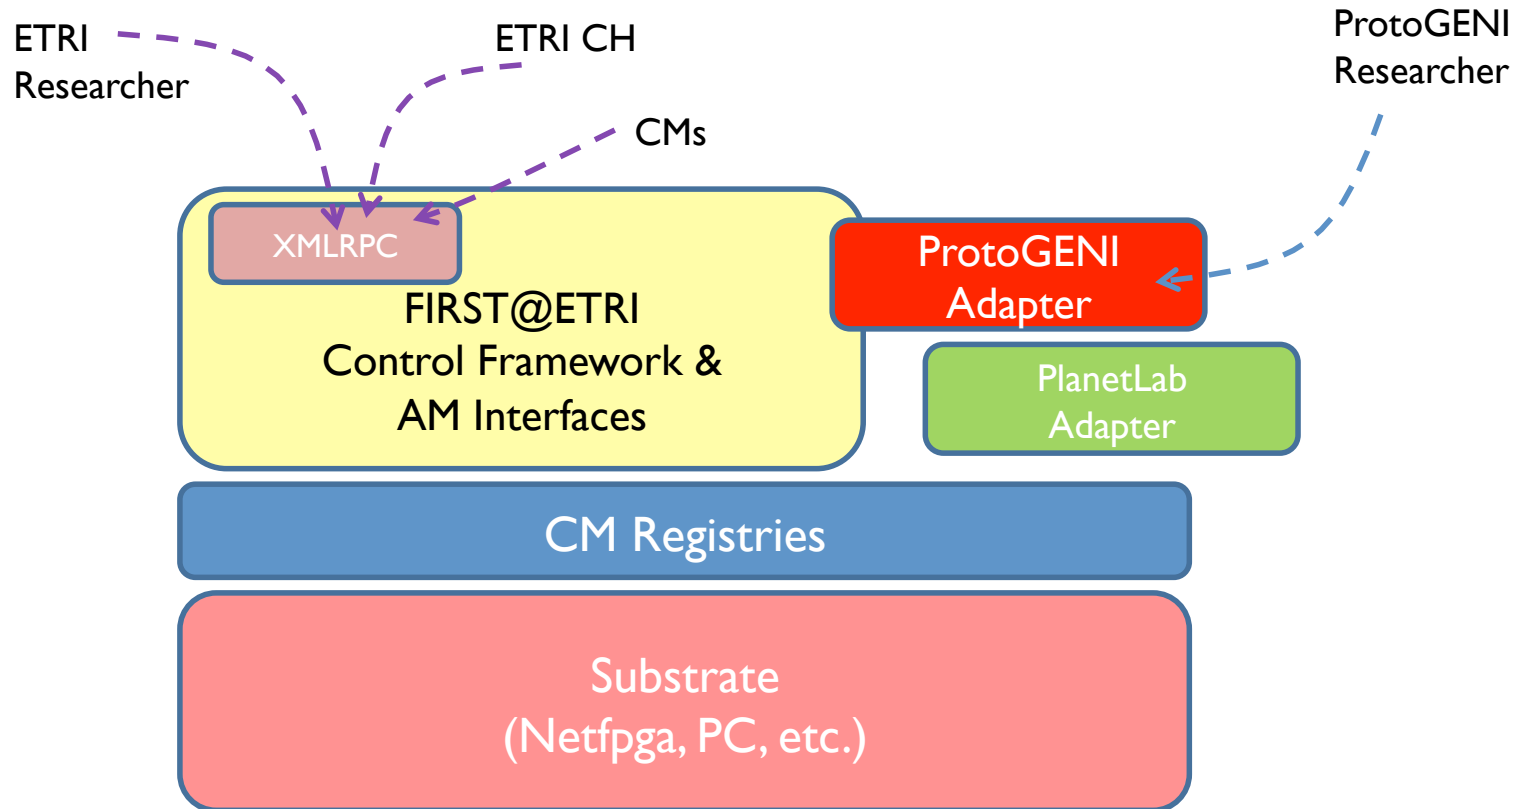 ETRI
Researcher
ETRI CH
CMs
ProtoGENI
Researcher
XMLRPC
FIRST@ETRI
Control Framework &
AM Interfaces
ProtoGENI
Adapter
PlanetLab
Adapter
CM Registries
Substrate
(Netfpga, PC, etc.)